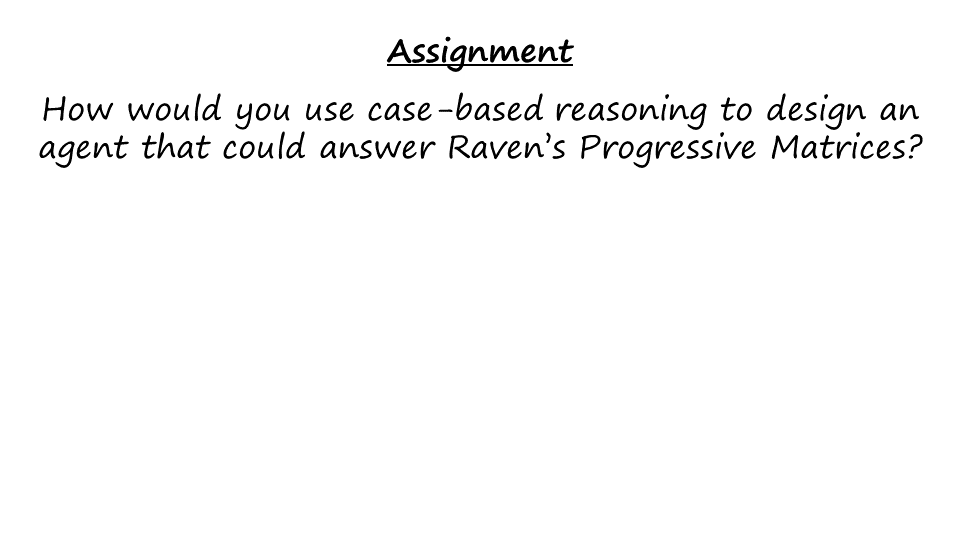 Assignment
How would you use case-based reasoning to design an
agent that could answer Raven’s Progressive Matrices?